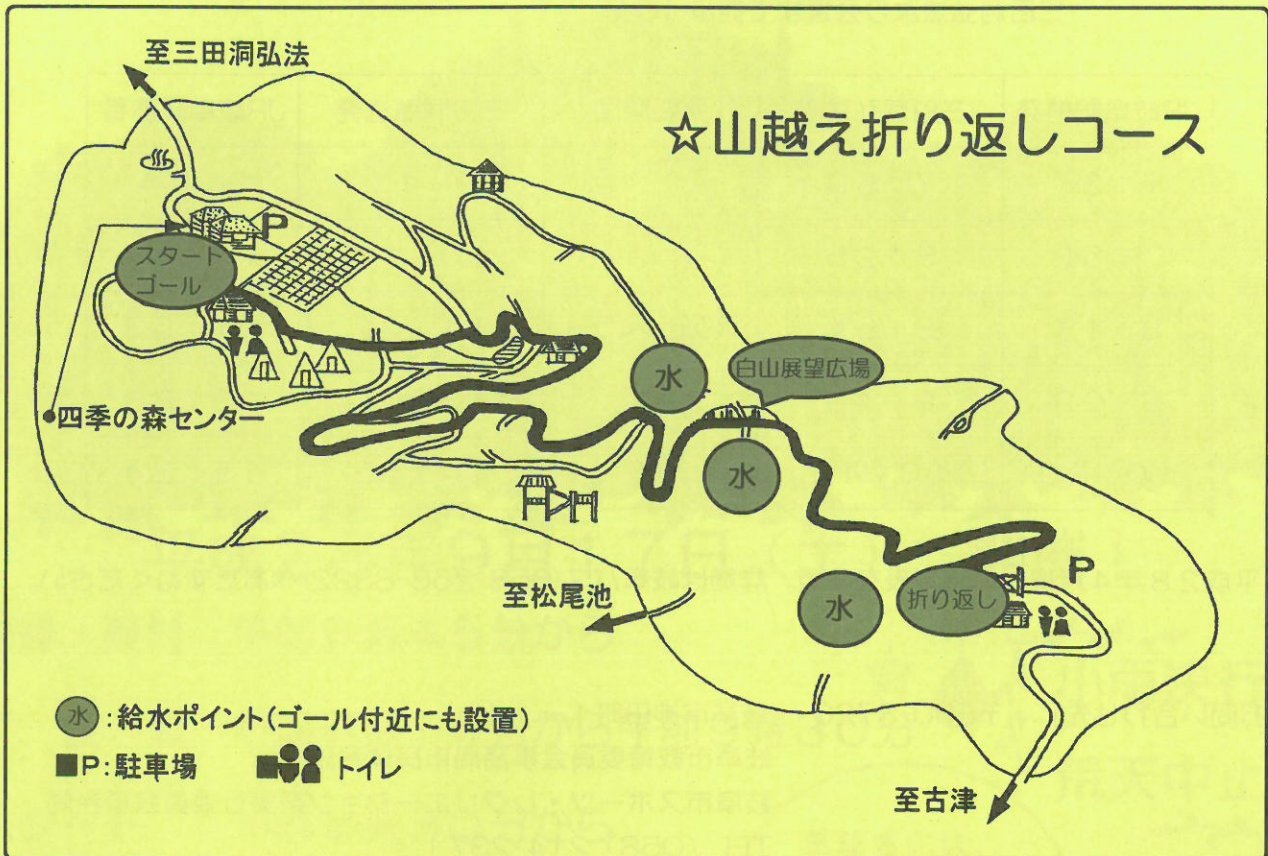 至三田洞弘法
☆山越え折り返しコース
P
スタート
ゴール
水
白山展望広場
●四季の森センター
水
P
水
折り返し
至松尾池
水:給水ポイント(ゴール付近にも設置)
■P:駐車場 ■トイレ
至古津